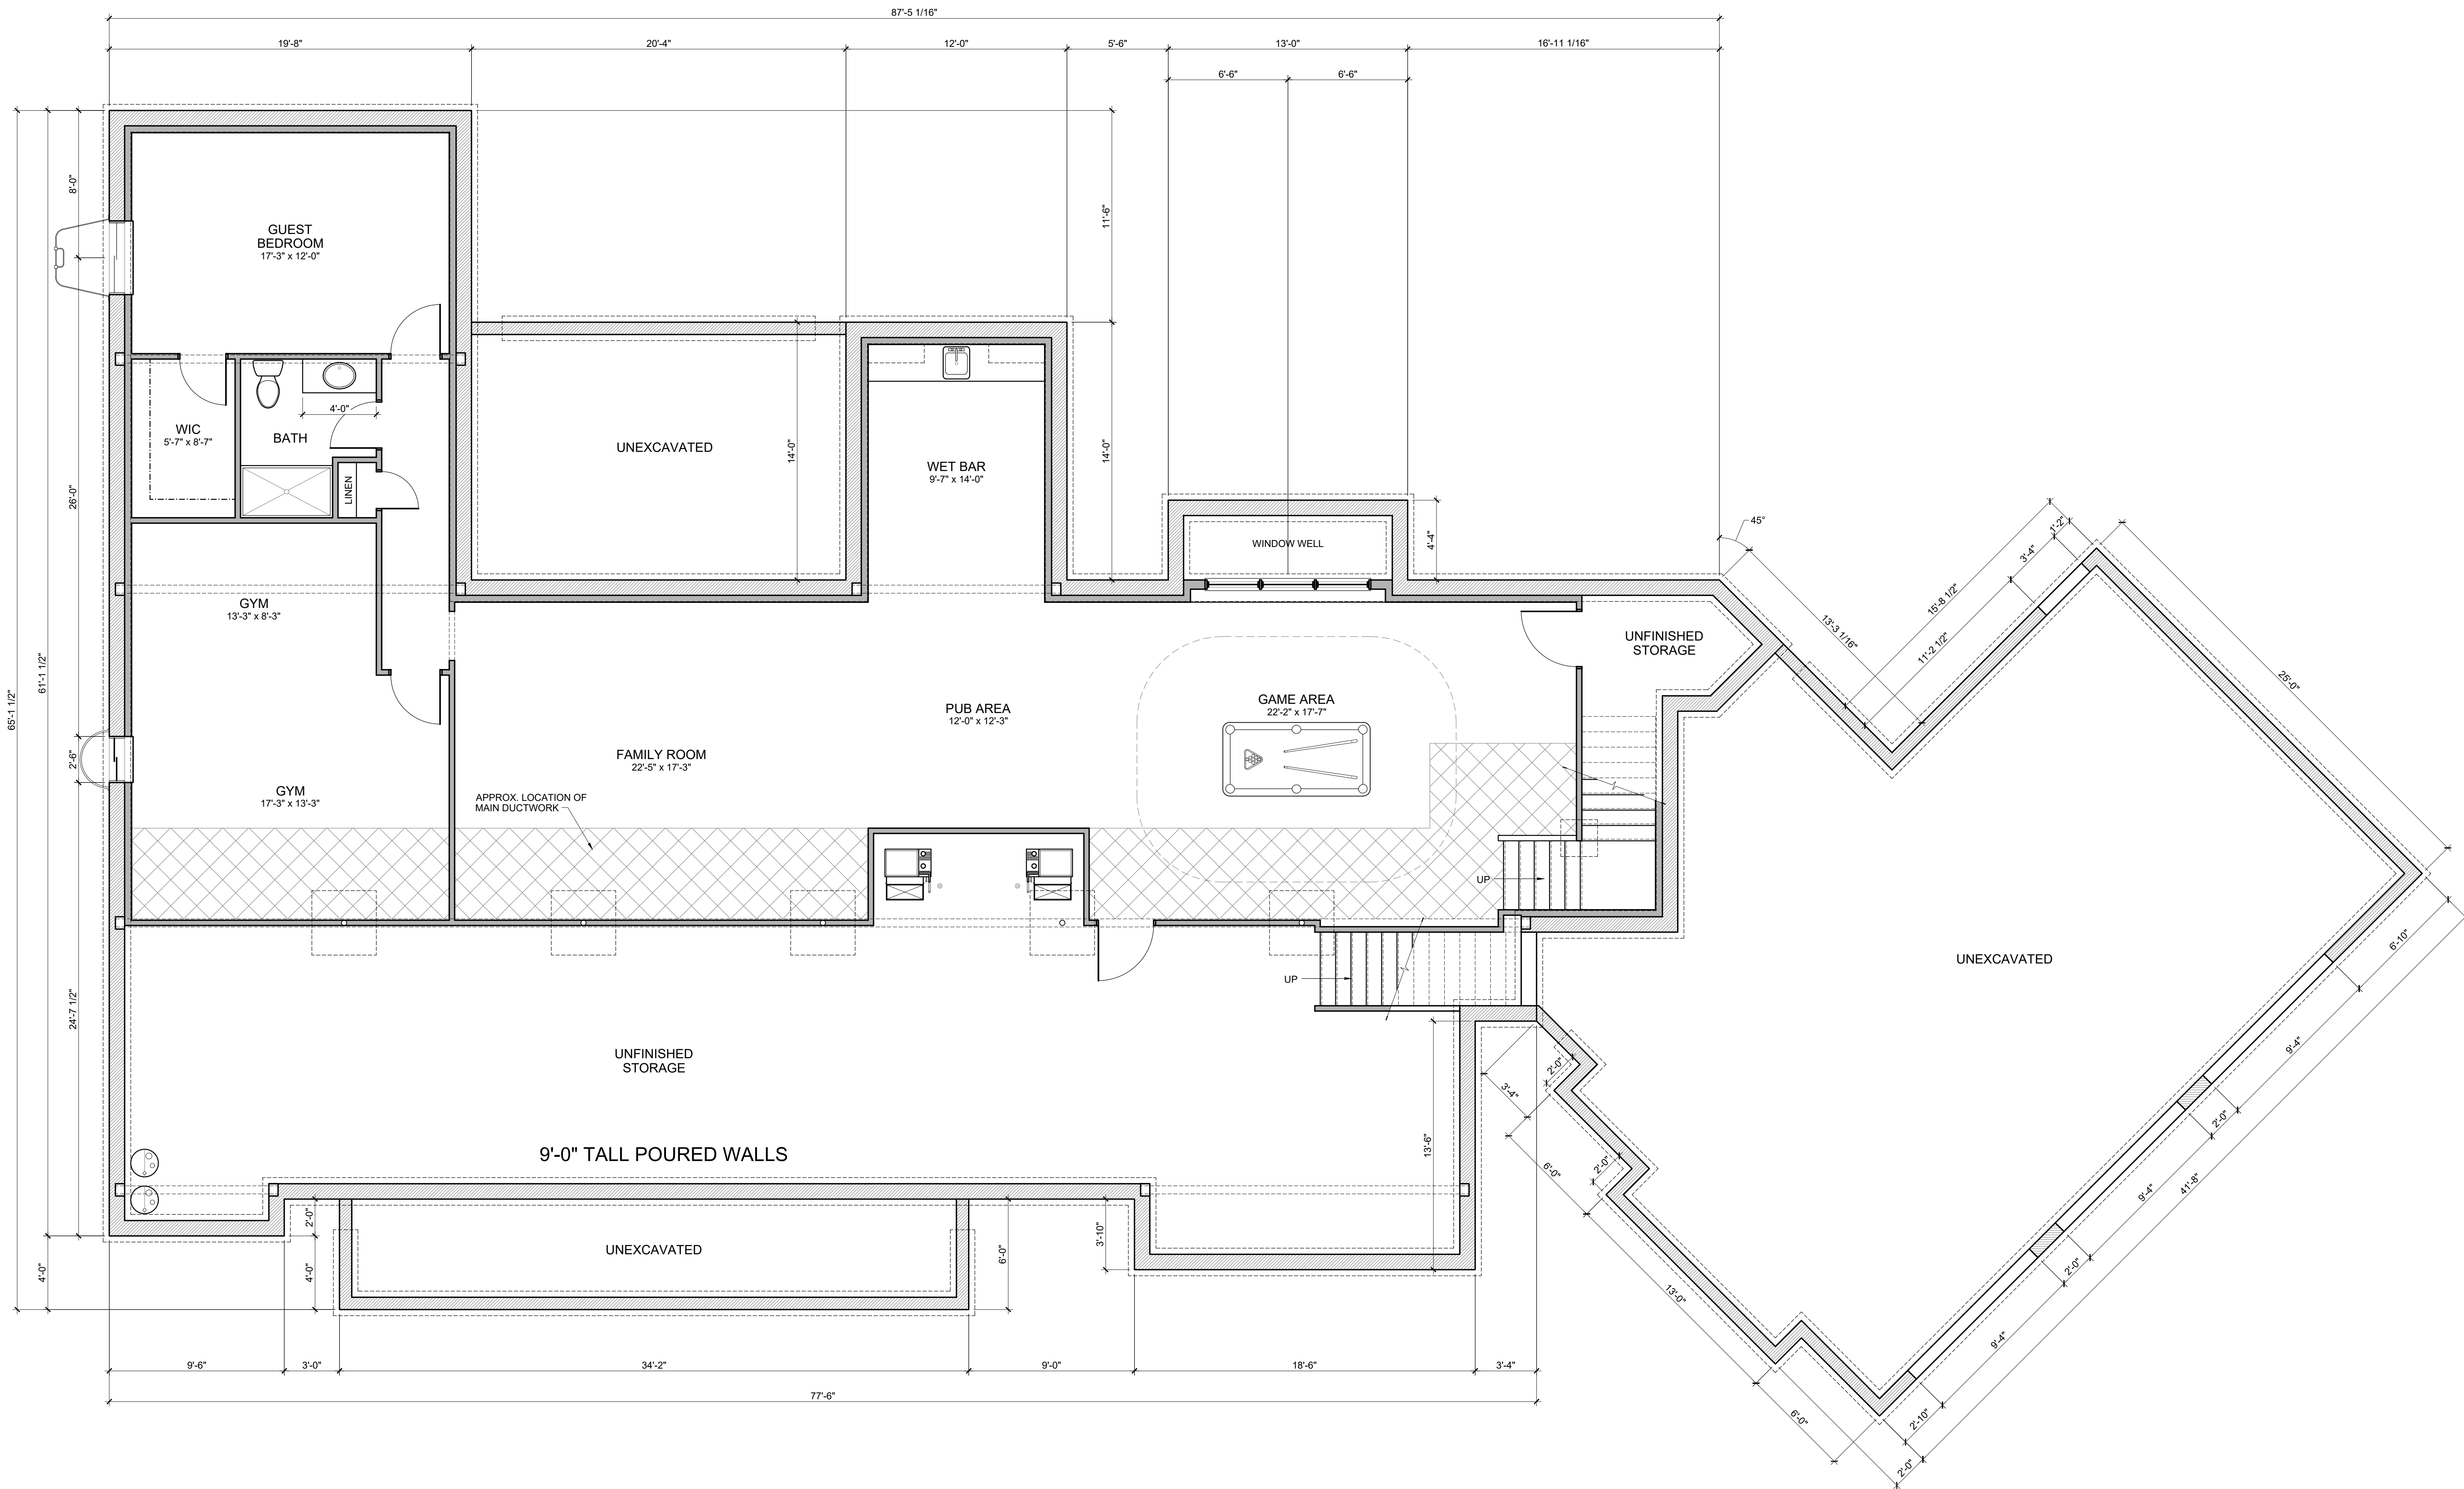 87'-5 1/16"
19'-8"
20'-4"
12'-0"
5'-6"
13'-0"
16'-11 1/16"
6'-6"
6'-6"
8'-0"
26'-0"
2'-6"
24'-7 1/2"
61'-1 1/2"
65'-1 1/2"
4'-0"
11'-6"
14'-0"
14'-0"
4'-4"
GUEST
BEDROOM
17'-3" x 12'-0"
WIC
5'-7" x 8'-7"
BATH
4'-0"
LINEN
UNEXCAVATED
WET BAR
9'-7" x 14'-0"
WINDOW WELL
45°
GYM
13'-3" x 8'-3"
UNFINISHED
STORAGE
PUB AREA
12'-0" x 12'-3"
GAME AREA
22'-2" x 17'-7"
FAMILY ROOM
22'-5" x 17'-3"
GYM
17'-3" x 13'-3"
APPROX. LOCATION OF
MAIN DUCTWORK
UP
UP
UNEXCAVATED
UNFINISHED
STORAGE
9'-0" TALL POURED WALLS
UNEXCAVATED
2'-0"
4'-0"
6'-0"
3'-10"
13'-6"
1'-2"
3'-4"
15'-8 1/2"
11'-2 1/2"
13'-3 1/16"
25'-0"
6'-10"
9'-4"
2'-0"
9'-4"
41'-8"
2'-0"
9'-4"
2'-10"
2'-0"
2'-0"
3'-4"
6'-0"
2'-0"
13'-0"
6'-0"
9'-6"
3'-0"
34'-2"
9'-0"
18'-6"
3'-4"
77'-6"